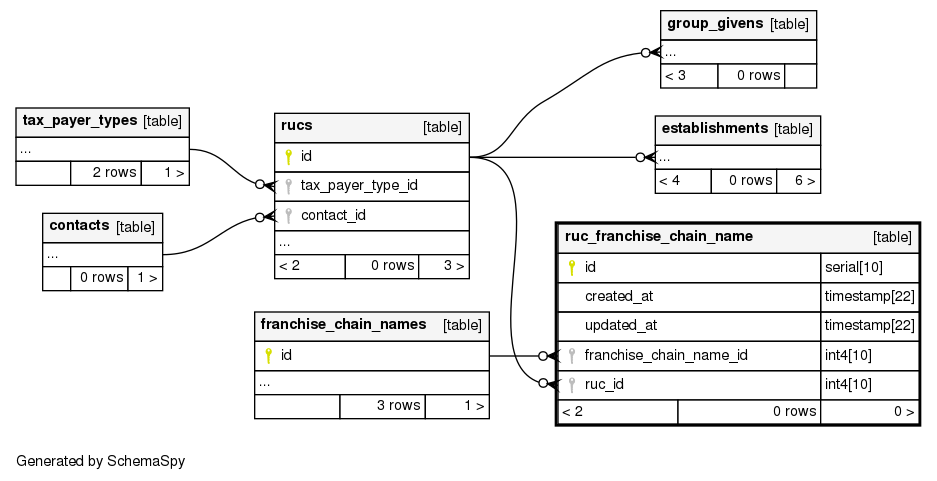 group_givens [table]
...
< 3 0 rows
tax_payer_types [table]
...
2 rows 1 >
rucs [table]
id
tax_payer_type_id
contact_id
...
< 2 0 rows 3 >
establishments [table]
...
< 4 0 rows 6 >
contacts [table]
...
0 rows 1 >
ruc_franchise_chain_name [table]
id serial[10]
created_at timestamp[22]
updated_at timestamp[22]
franchise_chain_name_id int4[10]
ruc_id int4[10]
< 2 0 rows 0 >
franchise_chain_names [table]
id
...
3 rows 1 >
Generated by SchemaSpy